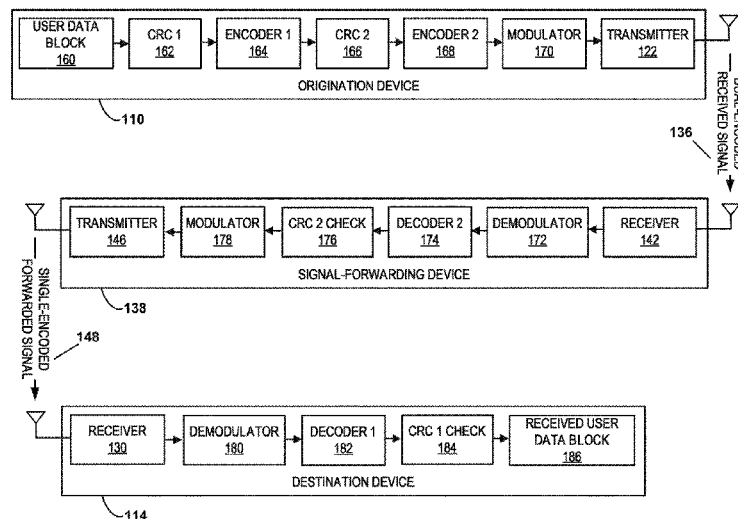 USER DATA
BLOCK
160
CRC 1
162
ENCODER 1
164
CRC 2
166
ENCODER 2
168
MODULATOR
170
TRANSMITTER
122
ORIGINATION DEVICE
110
RECEIVED SIGNAL
136
TRANSMITTER
146
MODULATOR
178
CRC 2 CHECK
176
DECODER 2
174
DEMODULATOR
172
RECEIVER
142
SIGNAL-FORWARDING DEVICE
138
SINGLE-ENCODED
FORWARDED SIGNAL
148
RECEIVER
130
DEMODULATOR
180
DECODER 1
182
CRC 1 CHECK
184
RECEIVED USER
DATA BLOCK
186
DESTINATION DEVICE
114